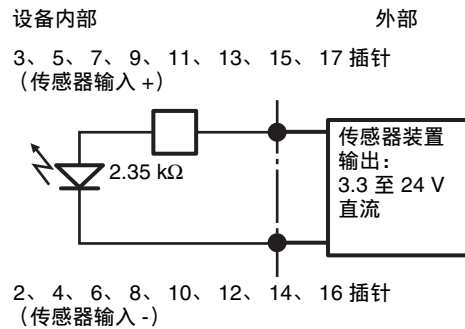 设备内部
外部
3、 5、 7、 9、 11、 13、 15、 17 插针
（传感器输入 +）
2.35 kΩ
传感器装置
输出：
3.3 至 24 V
直流
2、 4、 6、 8、 10、 12、 14、 16 插针
（传感器输入 -）